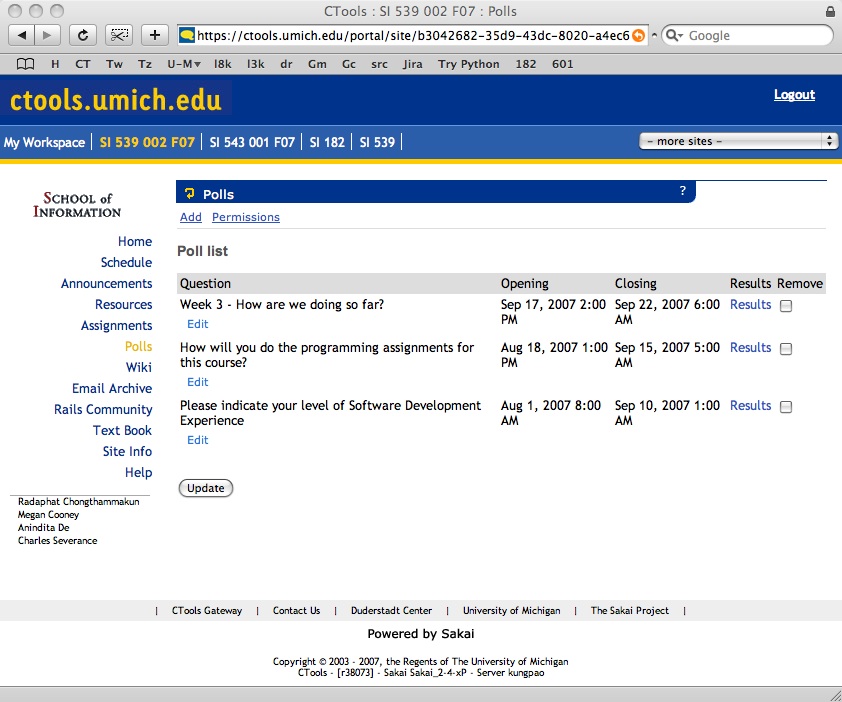 CTools : SI 539 002 F07 : Polls
https://ctools.umich.edu/portal/site/b3042682-35d9-43dc-8020-a4ec6
Google
H CT Tw Tz U-M▾ l8k l3k dr Gm Gc src Jira Try Python 182 601
ctools.umich.edu
Logout
My Workspace SI 539 002 F07 SI 543 001 F07 SI 182 SI 539
– more sites –
SCHOOL of
INFORMATION
Home
Schedule
Announcements
Resources
Assignments
Polls
Wiki
Email Archive
Rails Community
Text Book
Site Info
Help
Radaphat Chongthammakun
Megan Cooney
Anindita De
Charles Severance
Polls ?
Add Permissions
Poll list
Question Opening Closing Results Remove
Week 3 - How are we doing so far? Sep 17, 2007 2:00 Sep 22, 2007 6:00 Results
PM AM
Edit
How will you do the programming assignments for Aug 18, 2007 1:00 Sep 15, 2007 5:00 Results
this course? PM AM
Edit
Please indicate your level of Software Development Aug 1, 2007 8:00 Sep 10, 2007 1:00 Results
Experience AM AM
Edit
Update
| CTools Gateway | Contact Us | Duderstadt Center | University of Michigan | The Sakai Project |
Powered by Sakai
Copyright © 2003 - 2007, the Regents of The University of Michigan
CTools - [r38073] - Sakai Sakai_2-4-xP - Server kungpao